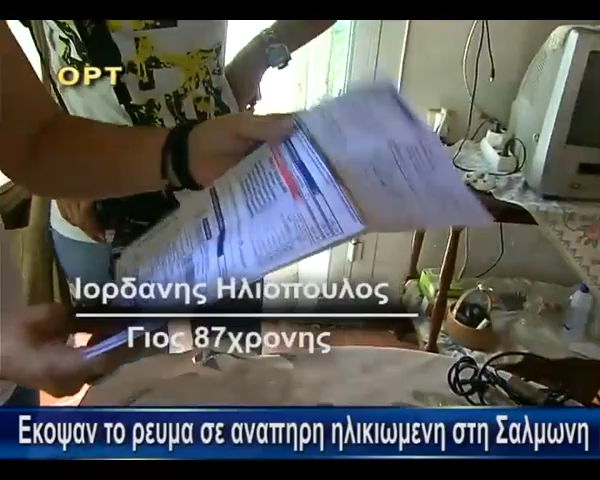 ΟΡΤ
Ιορδανης Ηλιοπουλος
Γιος 87χρονης
Εκοψαν το ρευμα σε αναπηρη ηλικιωμενη στη Σαλμωνη